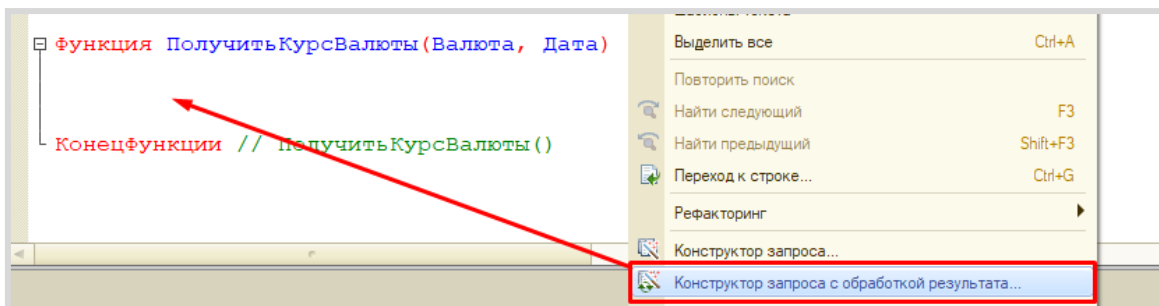 Функция ПолучитьКурсВалюты(Валюта, Дата)
КонецФункции // ПолучитьКурсВалюты()
Выделить все Ctrl+A
Повторить поиск
Найти следующий F3
Найти предыдущий Shift+F3
Переход к строке... Ctrl+G
Рефакторинг
Конструктор запроса...
Конструктор запроса с обработкой результата...